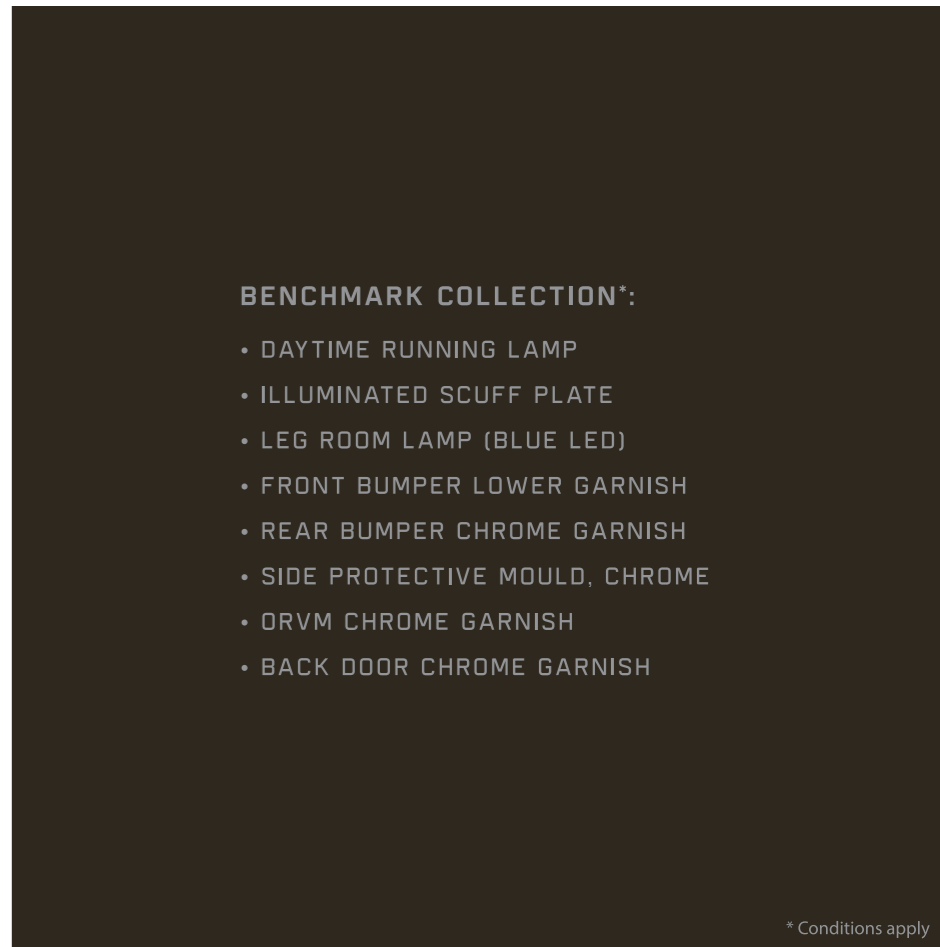 BENCHMARK COLLECTION*:
• DAYTIME RUNNING LAMP
• ILLUMINATED SCUFF PLATE
• LEG ROOM LAMP (BLUE LED)
• FRONT BUMPER LOWER GARNISH
• REAR BUMPER CHROME GARNISH
• SIDE PROTECTIVE MOULD, CHROME
• ORVM CHROME GARNISH
• BACK DOOR CHROME GARNISH
* Conditions apply